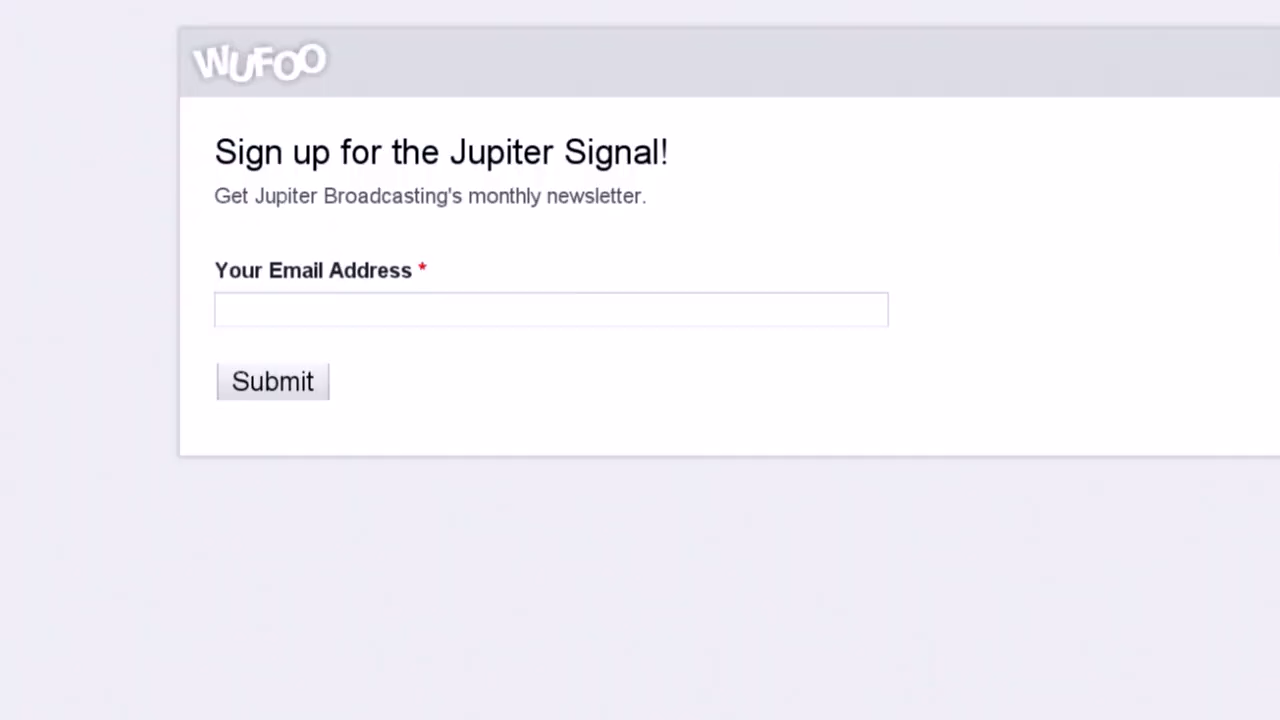 WUFOO
Sign up for the Jupiter Signal!
Get Jupiter Broadcasting's monthly newsletter.
Your Email Address *
Submit